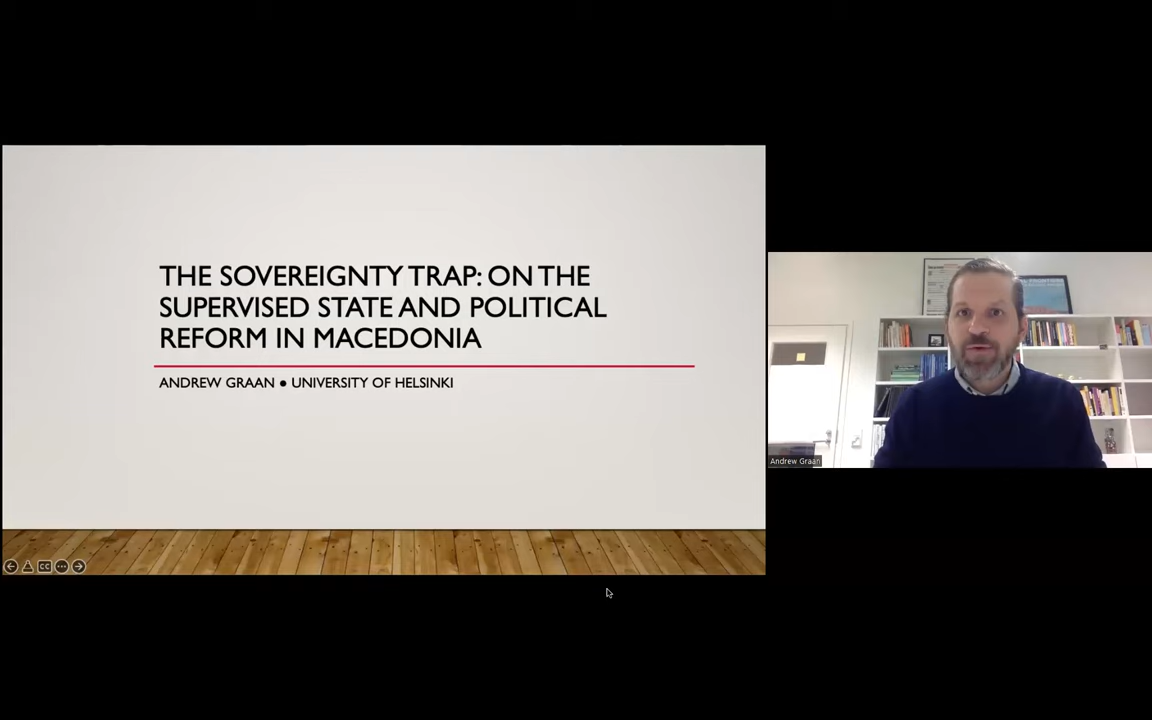 THE SOVEREIGNTY TRAP: ON THE
SUPERVISED STATE AND POLITICAL
REFORM IN MACEDONIA
ANDREW GRAAN ● UNIVERSITY OF HELSINKI
CC
Andrew Graan